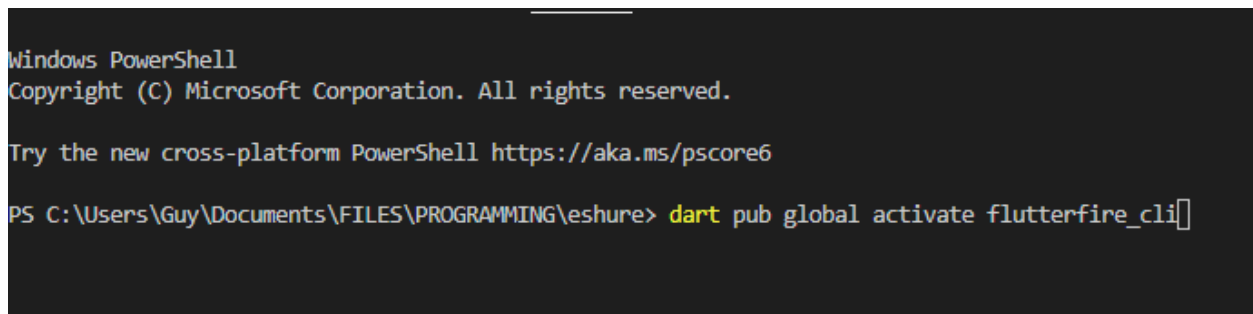 Windows PowerShell
Copyright (C) Microsoft Corporation. All rights reserved.
Try the new cross-platform PowerShell https://aka.ms/pscore6
PS C:\Users\Guy\Documents\FILES\PROGRAMMING\eshure> dart pub global activate flutterfire_cli